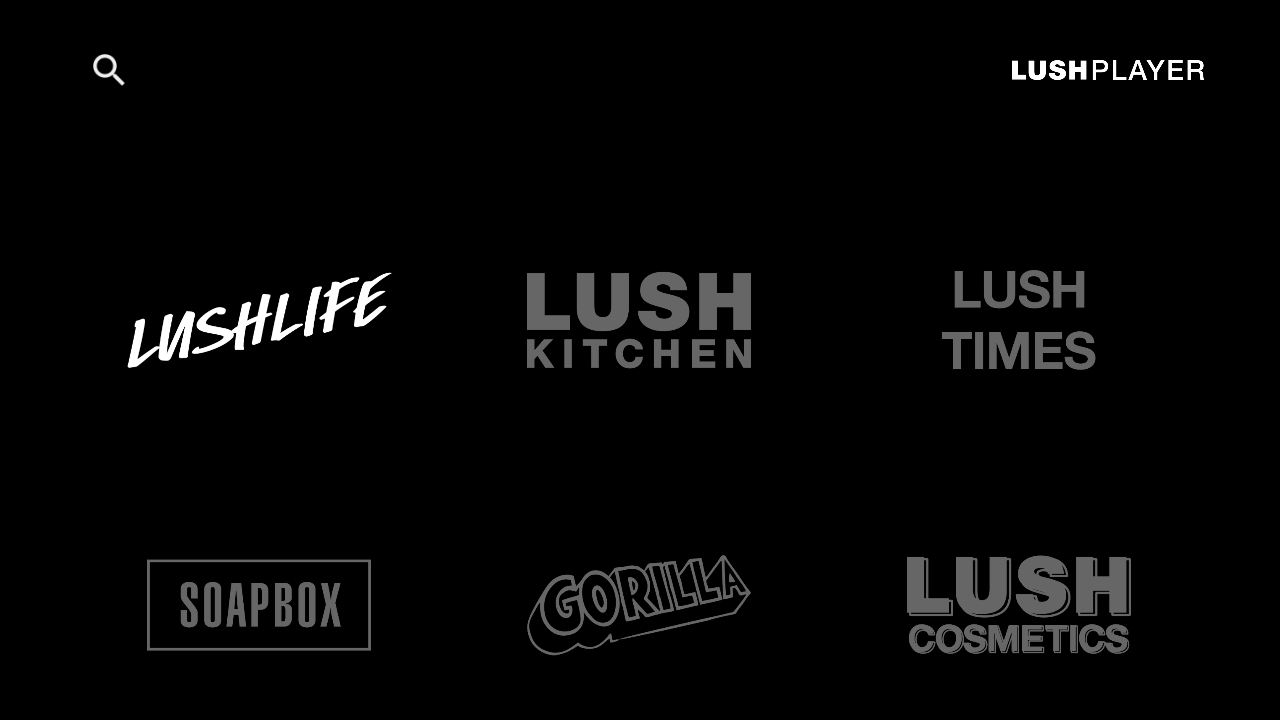 LUSHPLAYER
LUSHLIFE
LUSH
KITCHEN
LUSH
TIMES
SOAPBOX
GORILLA
LUSH
COSMETICS